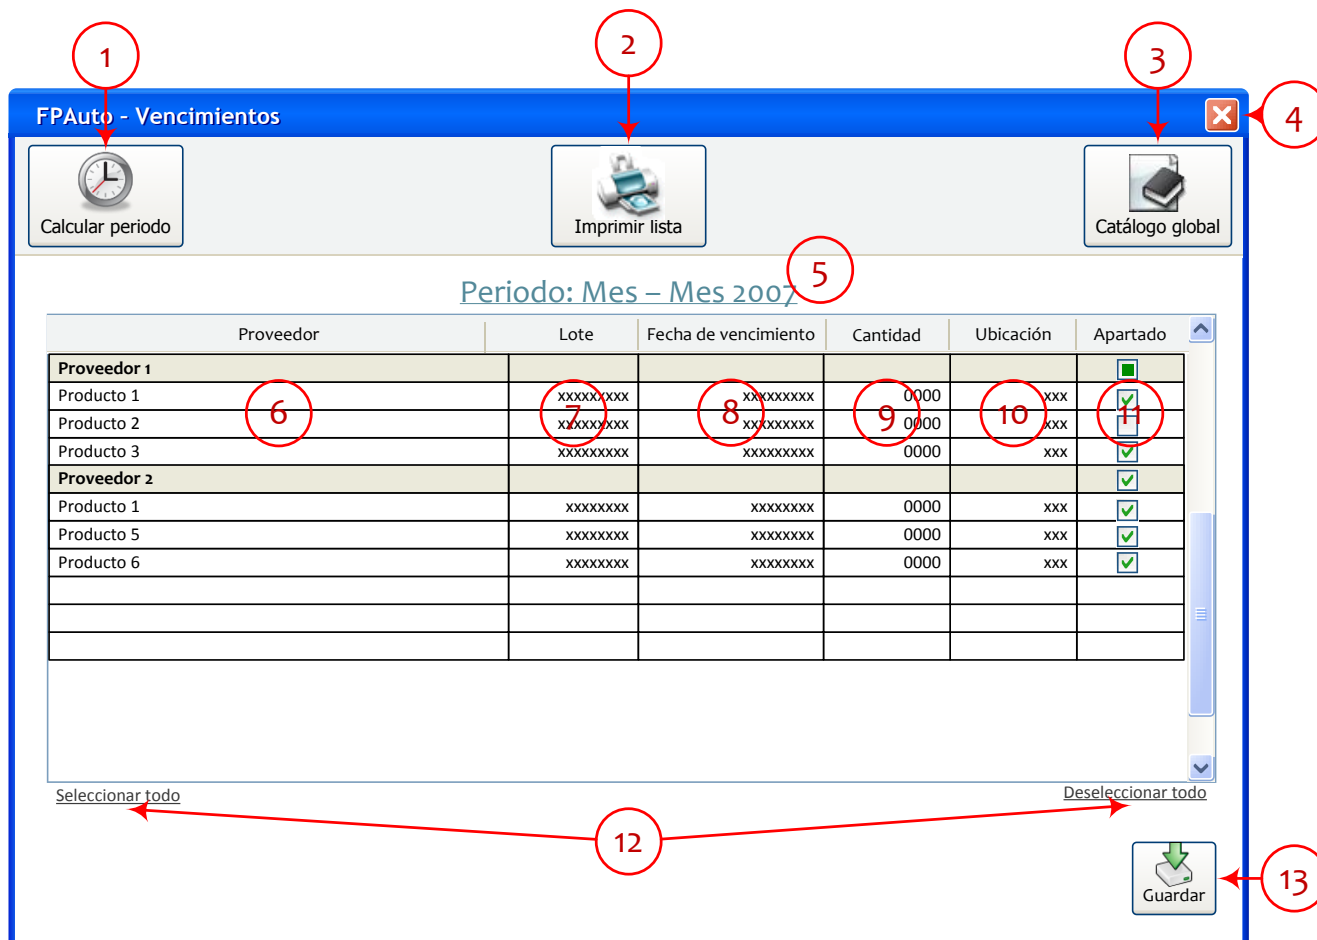 1
2
3
FPAuto - Vencimientos
4
Calcular periodo
Imprimir lista
Catálogo global
5
Periodo: Mes – Mes 2007
Proveedor Lote Fecha de vencimiento Cantidad Ubicación Apartado
Proveedor 1
Producto 1 xxxxxxxxx xxxxxxxxx 0000 xxx
6 7 8 9 10 11
Producto 2 xxxxxxxxx xxxxxxxxx 0000 xxx
Producto 3 xxxxxxxxx xxxxxxxxx 0000 xxx
Proveedor 2
Producto 1 xxxxxxxx xxxxxxxx 0000 xxx
Producto 5 xxxxxxxx xxxxxxxx 0000 xxx
Producto 6 xxxxxxxx xxxxxxxx 0000 xxx
Seleccionar todo Deseleccionar todo
12
13
Guardar